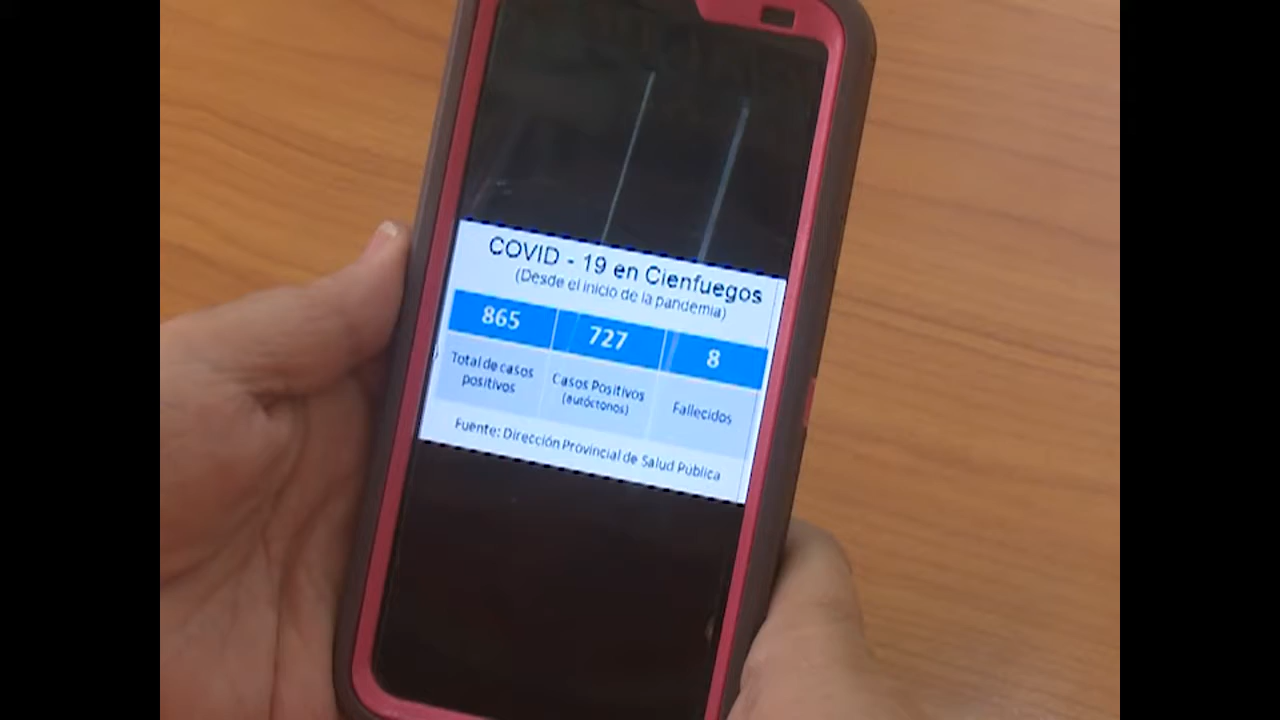 COVID - 19 en Cienfuegos
(Desde el inicio de la pandemia)
865 727 8
Total de casos positivos
Casos Positivos (autóctonos)
Fallecidos
Fuente: Dirección Provincial de Salud Pública